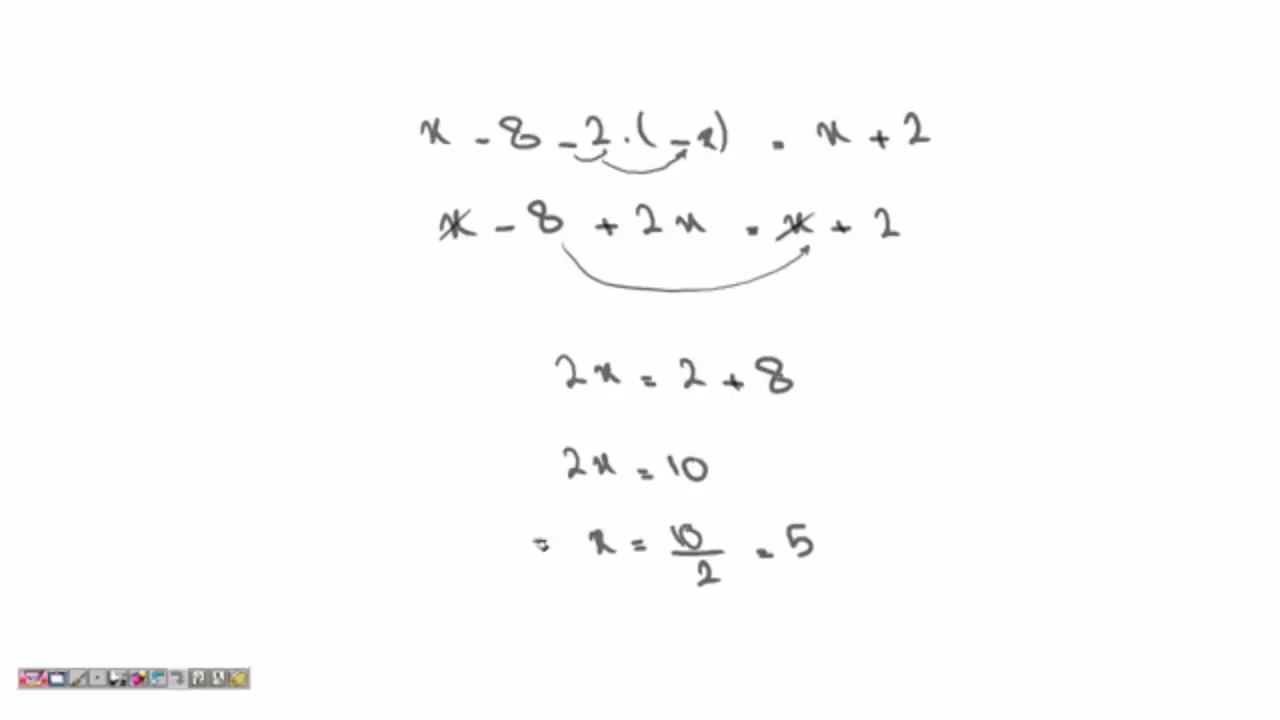 x - 8 - 2 . ( - x ) = x + 2
x - 8 + 2x = x + 2
2x = 2 + 8
2x = 10
= x = 10/2 = 5